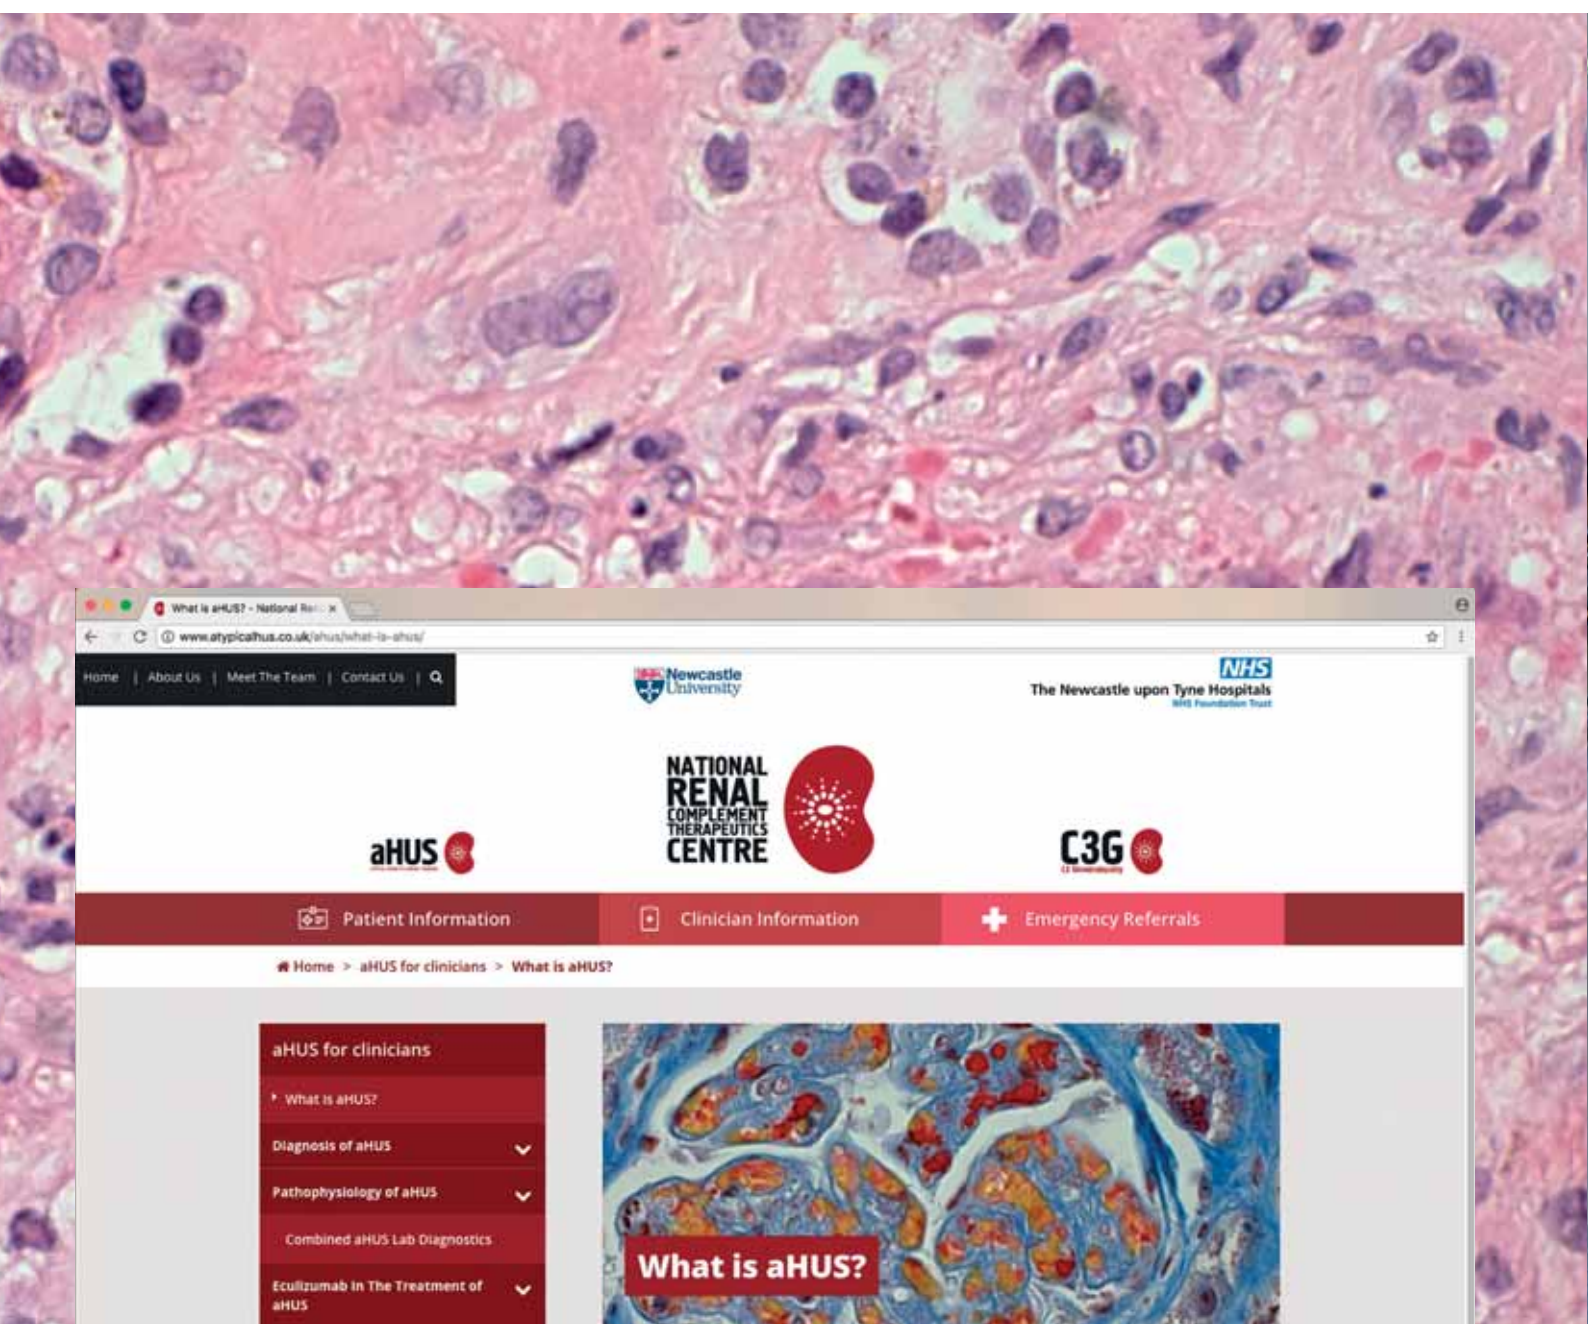 What is aHUS? - National Ren
www.atypicalhus.co.uk/ahus/what-is-ahus/
Home | About Us | Meet The Team | Contact Us |
Newcastle
University
NHS
The Newcastle upon Tyne Hospitals
NHS Foundation Trust
NATIONAL
RENAL
COMPLEMENT
THERAPEUTICS
CENTRE
aHUS
C3G
Patient Information
Clinician Information
Emergency Referrals
Home > aHUS for clinicians > What is aHUS?
aHUS for clinicians
What is aHUS?
Diagnosis of aHUS
Pathophysiology of aHUS
Combined aHUS Lab Diagnostics
Eculizumab In The Treatment of
aHUS
What is aHUS?